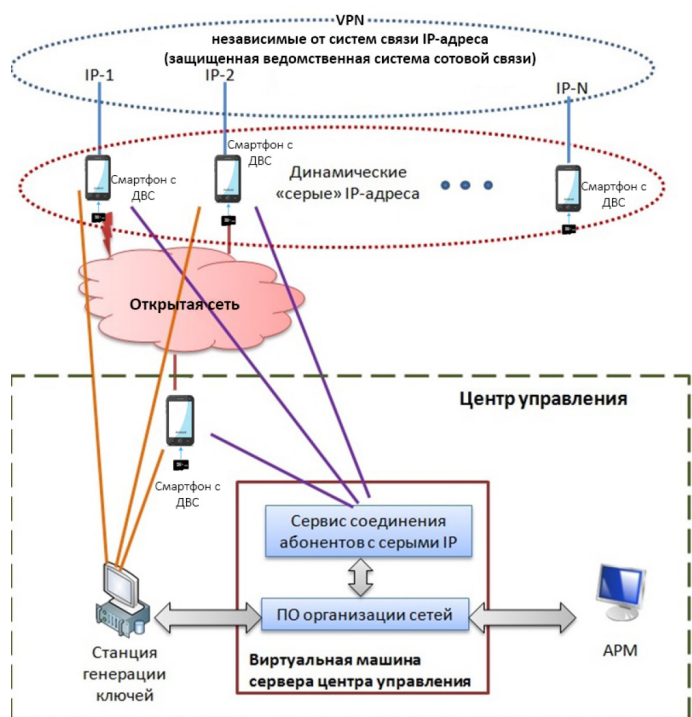 VPN
независимые от систем связи IP-адреса
(защищенная ведомственная система сотовой связи)
IP-1
IP-2
IP-N
Смартфон с
ДВС
Смартфон с
ДВС
Динамические
«серые» IP-адреса
Смартфон с
ДВС
Открытая сеть
Центр управления
Смартфон с
ДВС
Сервис соединения
абонентов с серыми IP
ПО организации сетей
Станция
генерации
ключей
Виртуальная машина
сервера центра управления
АРМ